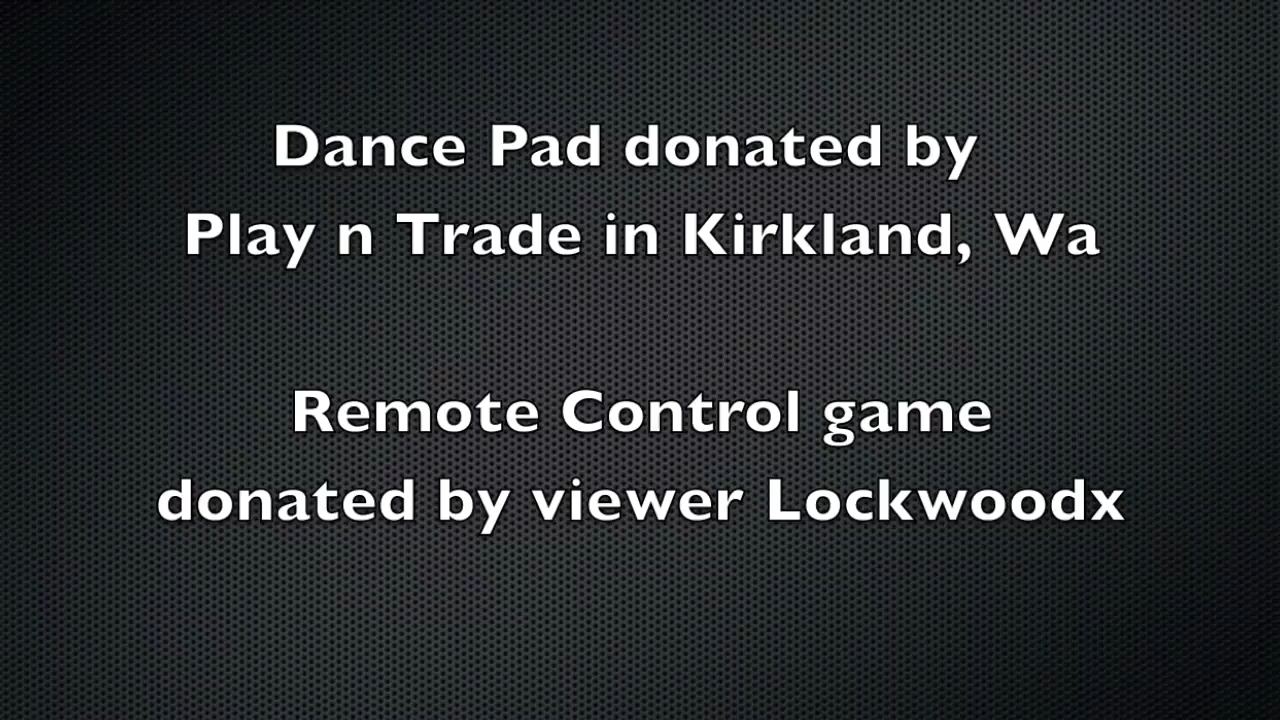 Dance Pad donated by
Play n Trade in Kirkland, Wa
Remote Control game
donated by viewer Lockwoodx